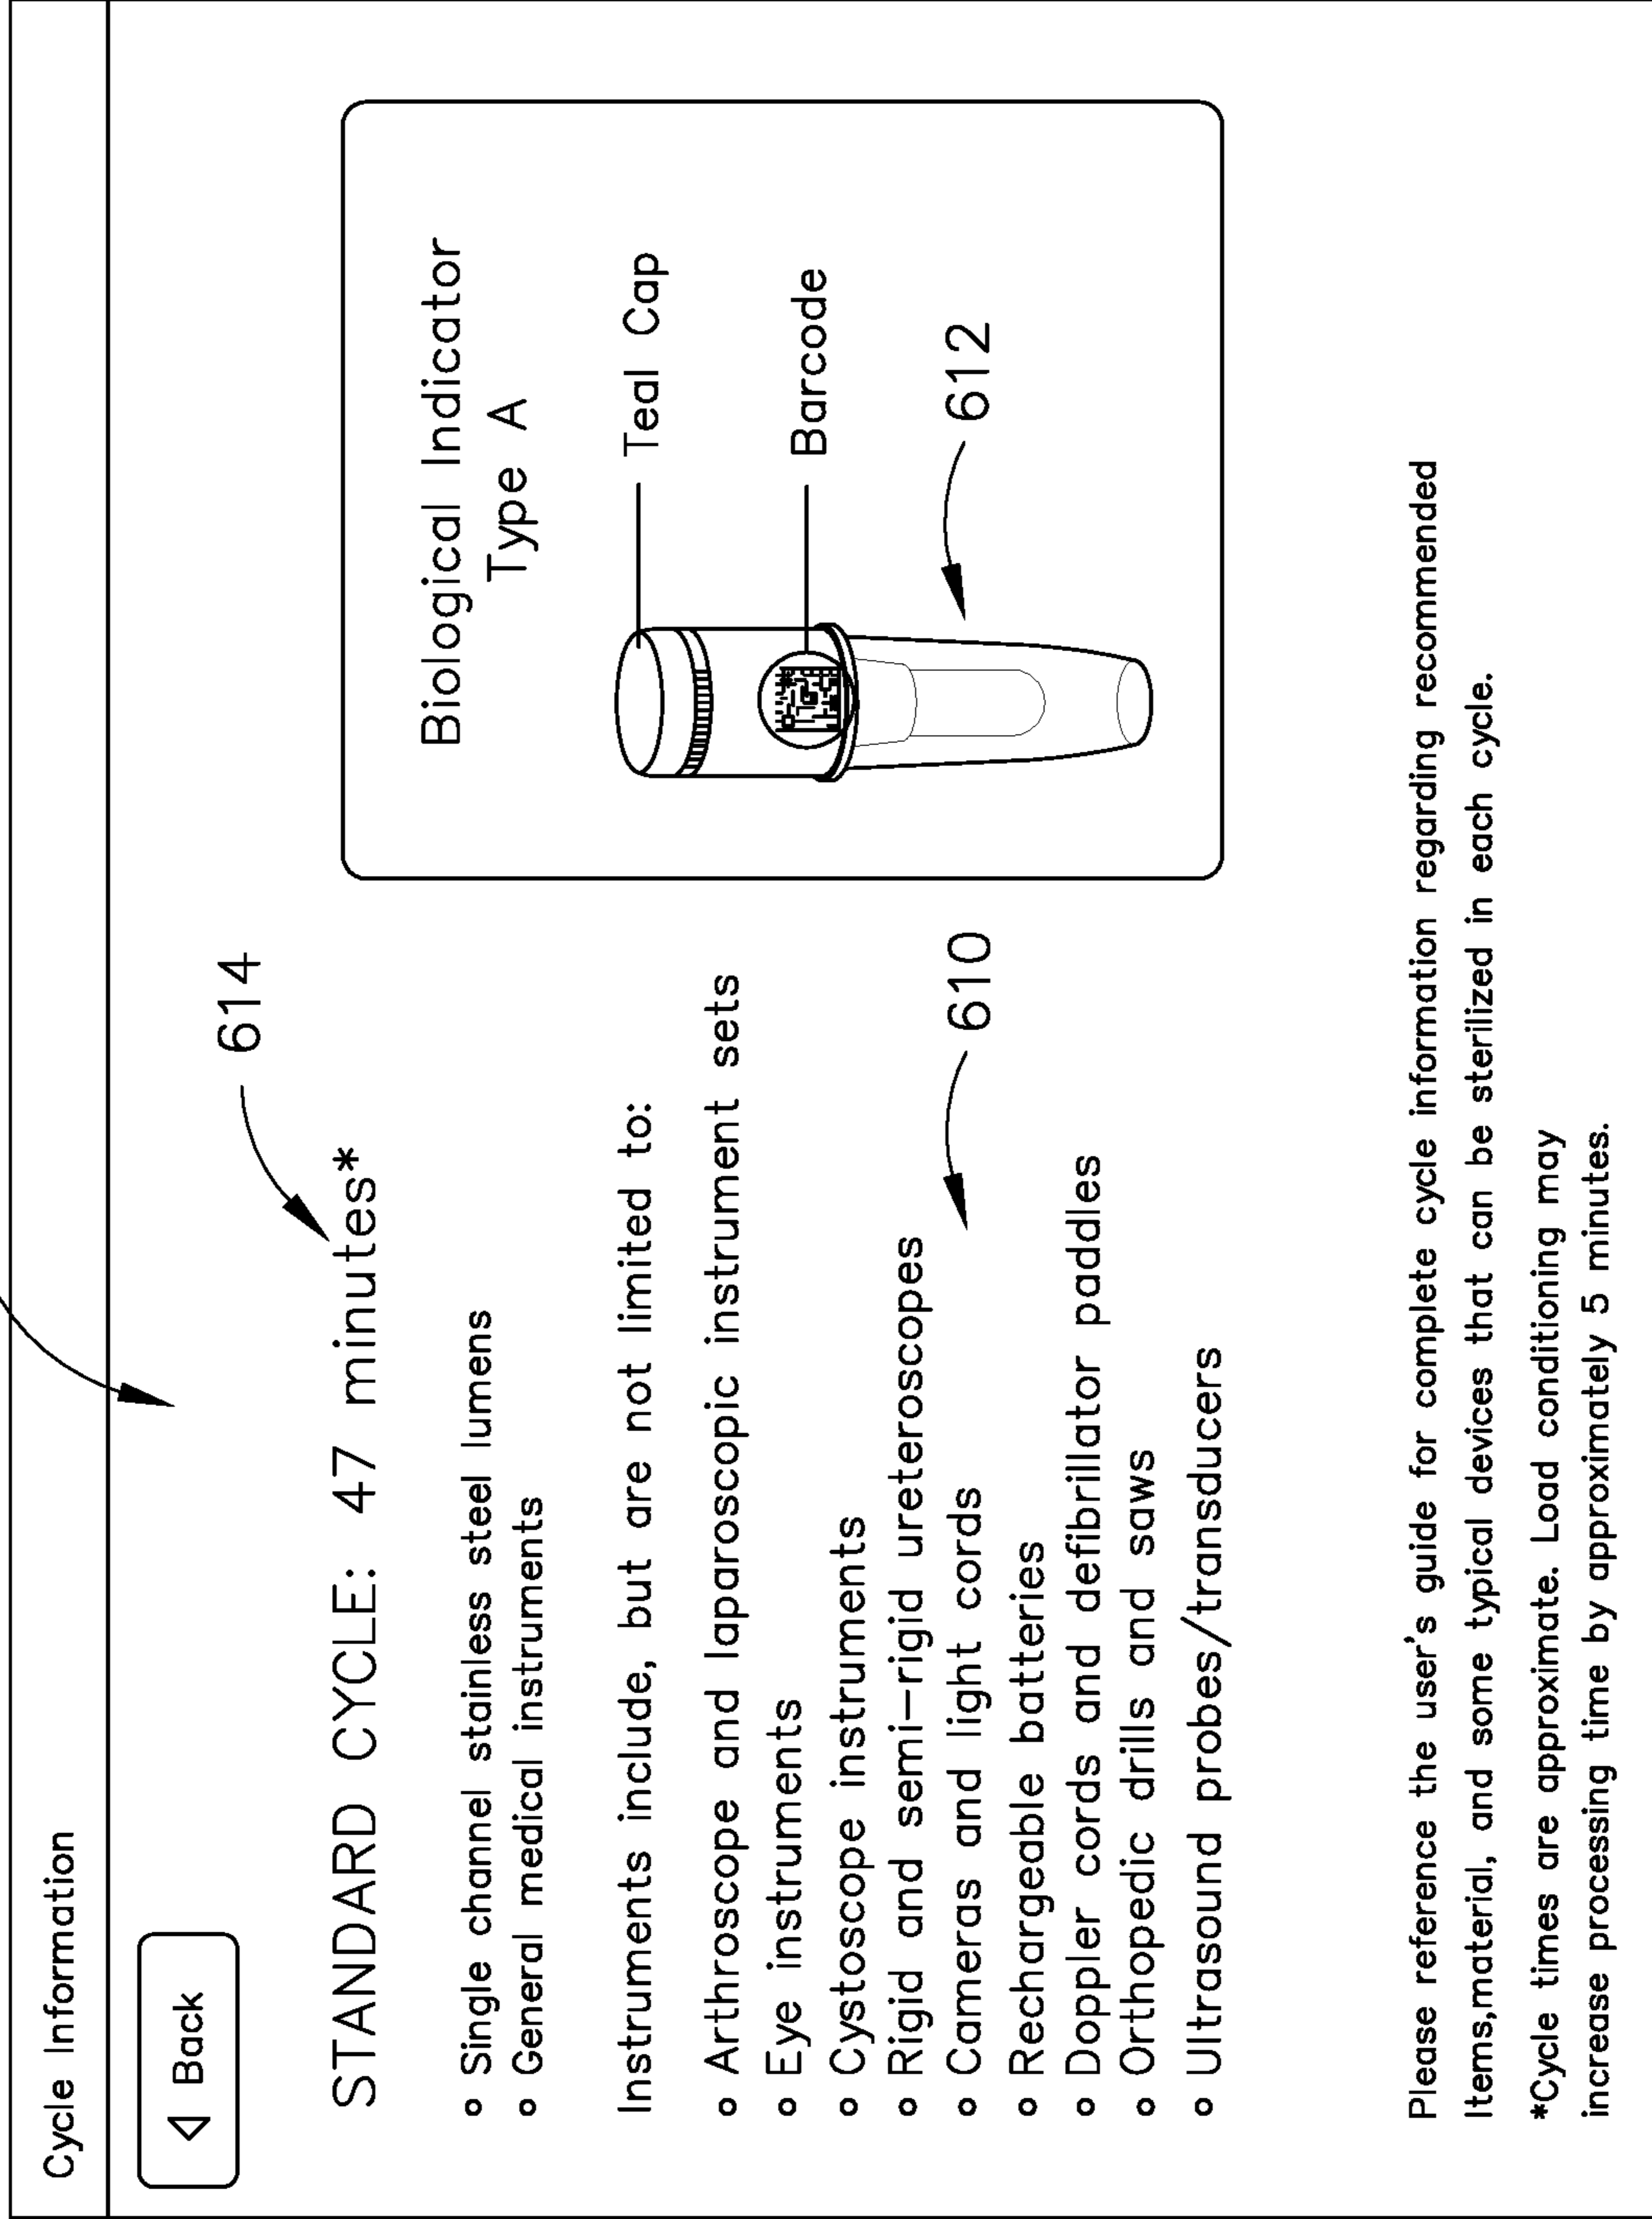 Cycle Information
Back
614
STANDARD CYCLE: 47 minutes*
o Single channel stainless steel lumens
o General medical instruments
Instruments include, but are not limited to:
o Arthroscope and laparoscopic instrument sets
o Eye instruments
o Cystoscope instruments
o Rigid and semi-rigid ureteroscopes
o Cameras and light cords
o Rechargeable batteries
o Doppler cords and defibrillator paddles
o Orthopedic drills and saws
o Ultrasound probes/transducers
610
Biological Indicator
Type A
Teal Cap
Barcode
612
Please reference the user's guide for complete cycle information regarding recommended
Items,material, and some typical devices that can be sterilized in each cycle.
*Cycle times are approximate. Load conditioning may
increase processing time by approximately 5 minutes.